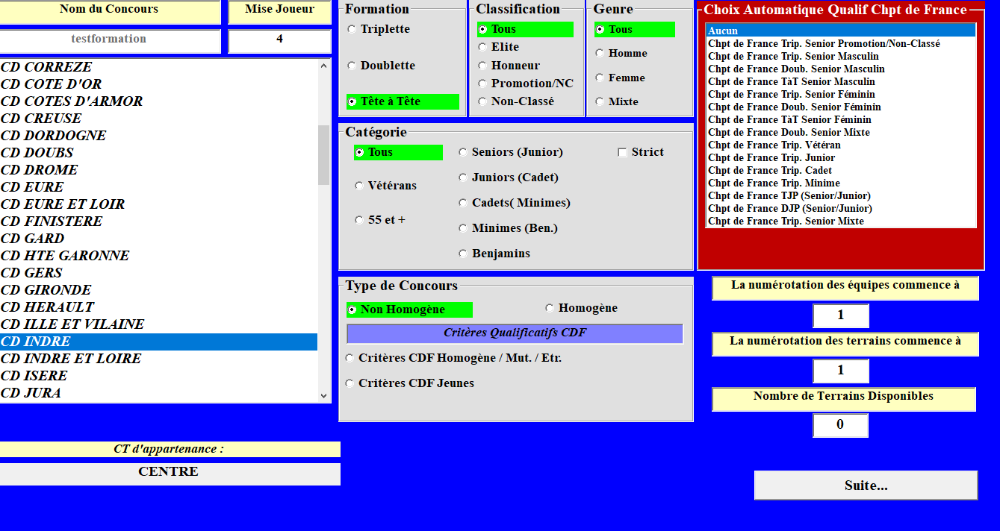 Nom du Concours
Mise Joueur
testformation
4
CD CORREZE
CD COTE D'OR
CD COTES D'ARMOR
CD CREUSE
CD DORDOGNE
CD DOUBS
CD DROME
CD EURE
CD EURE ET LOIR
CD FINISTERE
CD GARD
CD HTE GARONNE
CD GERS
CD GIRONDE
CD HERAULT
CD ILLE ET VILAINE
CD INDRE
CD INDRE ET LOIRE
CD ISERE
CD JURA
CT d'appartenance :
CENTRE
Formation
Triplette
Doublette
Tête à Tête
Classification
Tous
Elite
Honneur
Promotion/NC
Non-Classé
Genre
Tous
Homme
Femme
Mixte
Catégorie
Tous
Vétérans
55 et +
Seniors (Junior)
Juniors (Cadet)
Cadets( Minimes)
Minimes (Ben.)
Benjamins
Strict
Type de Concours
Non Homogène
Homogène
Critères Qualificatifs CDF
Critères CDF Homogène / Mut. / Etr.
Critères CDF Jeunes
Choix Automatique Qualif Chpt de France
Aucun
Chpt de France Trip. Senior Promotion/Non-Classé
Chpt de France Trip. Senior Masculin
Chpt de France Doub. Senior Masculin
Chpt de France TàT Senior Masculin
Chpt de France Trip. Senior Féminin
Chpt de France Doub. Senior Féminin
Chpt de France TàT Senior Féminin
Chpt de France Doub. Senior Mixte
Chpt de France Trip. Vétéran
Chpt de France Trip. Junior
Chpt de France Trip. Cadet
Chpt de France Trip. Minime
Chpt de France TJP (Senior/Junior)
Chpt de France DJP (Senior/Junior)
Chpt de France Trip. Senior Mixte
La numérotation des équipes commence à
1
La numérotation des terrains commence à
1
Nombre de Terrains Disponibles
0
Suite...